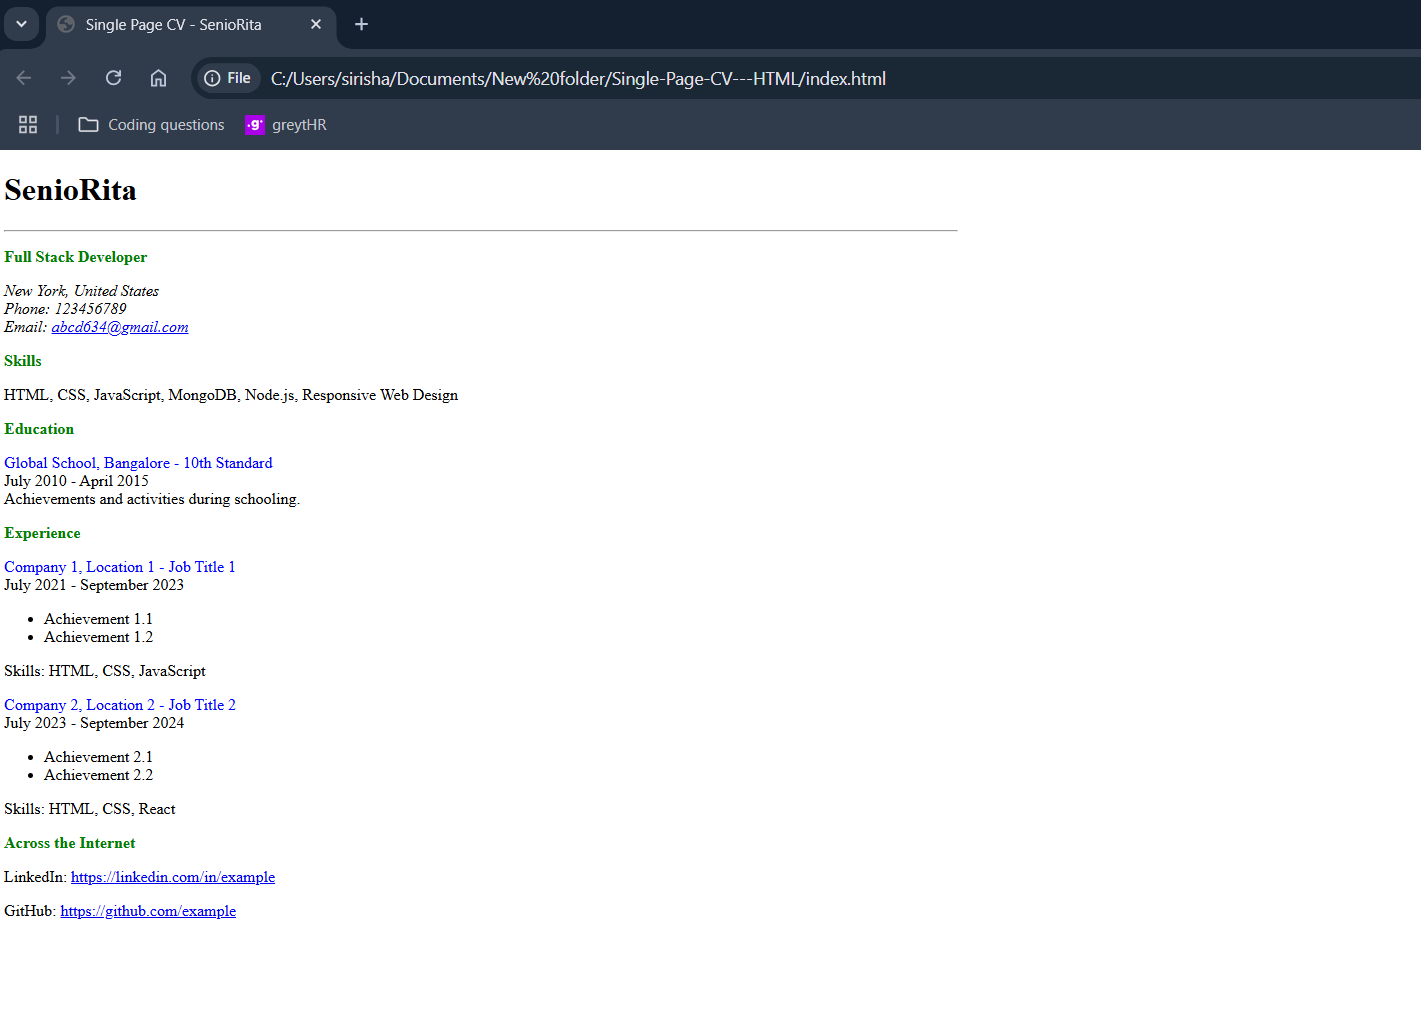 Single Page CV - SenioRita
File
C:/Users/sirisha/Documents/New%20folder/Single-Page-CV---HTML/index.html
Coding questions
.g.
greytHR
SenioRita
Full Stack Developer
New York, United States
Phone: 123456789
Email: abcd634@gmail.com
Skills
HTML, CSS, JavaScript, MongoDB, Node.js, Responsive Web Design
Education
Global School, Bangalore - 10th Standard
July 2010 - April 2015
Achievements and activities during schooling.
Experience
Company 1, Location 1 - Job Title 1
July 2021 - September 2023
• Achievement 1.1
• Achievement 1.2
Skills: HTML, CSS, JavaScript
Company 2, Location 2 - Job Title 2
July 2023 - September 2024
• Achievement 2.1
• Achievement 2.2
Skills: HTML, CSS, React
Across the Internet
LinkedIn: https://linkedin.com/in/example
GitHub: https://github.com/example